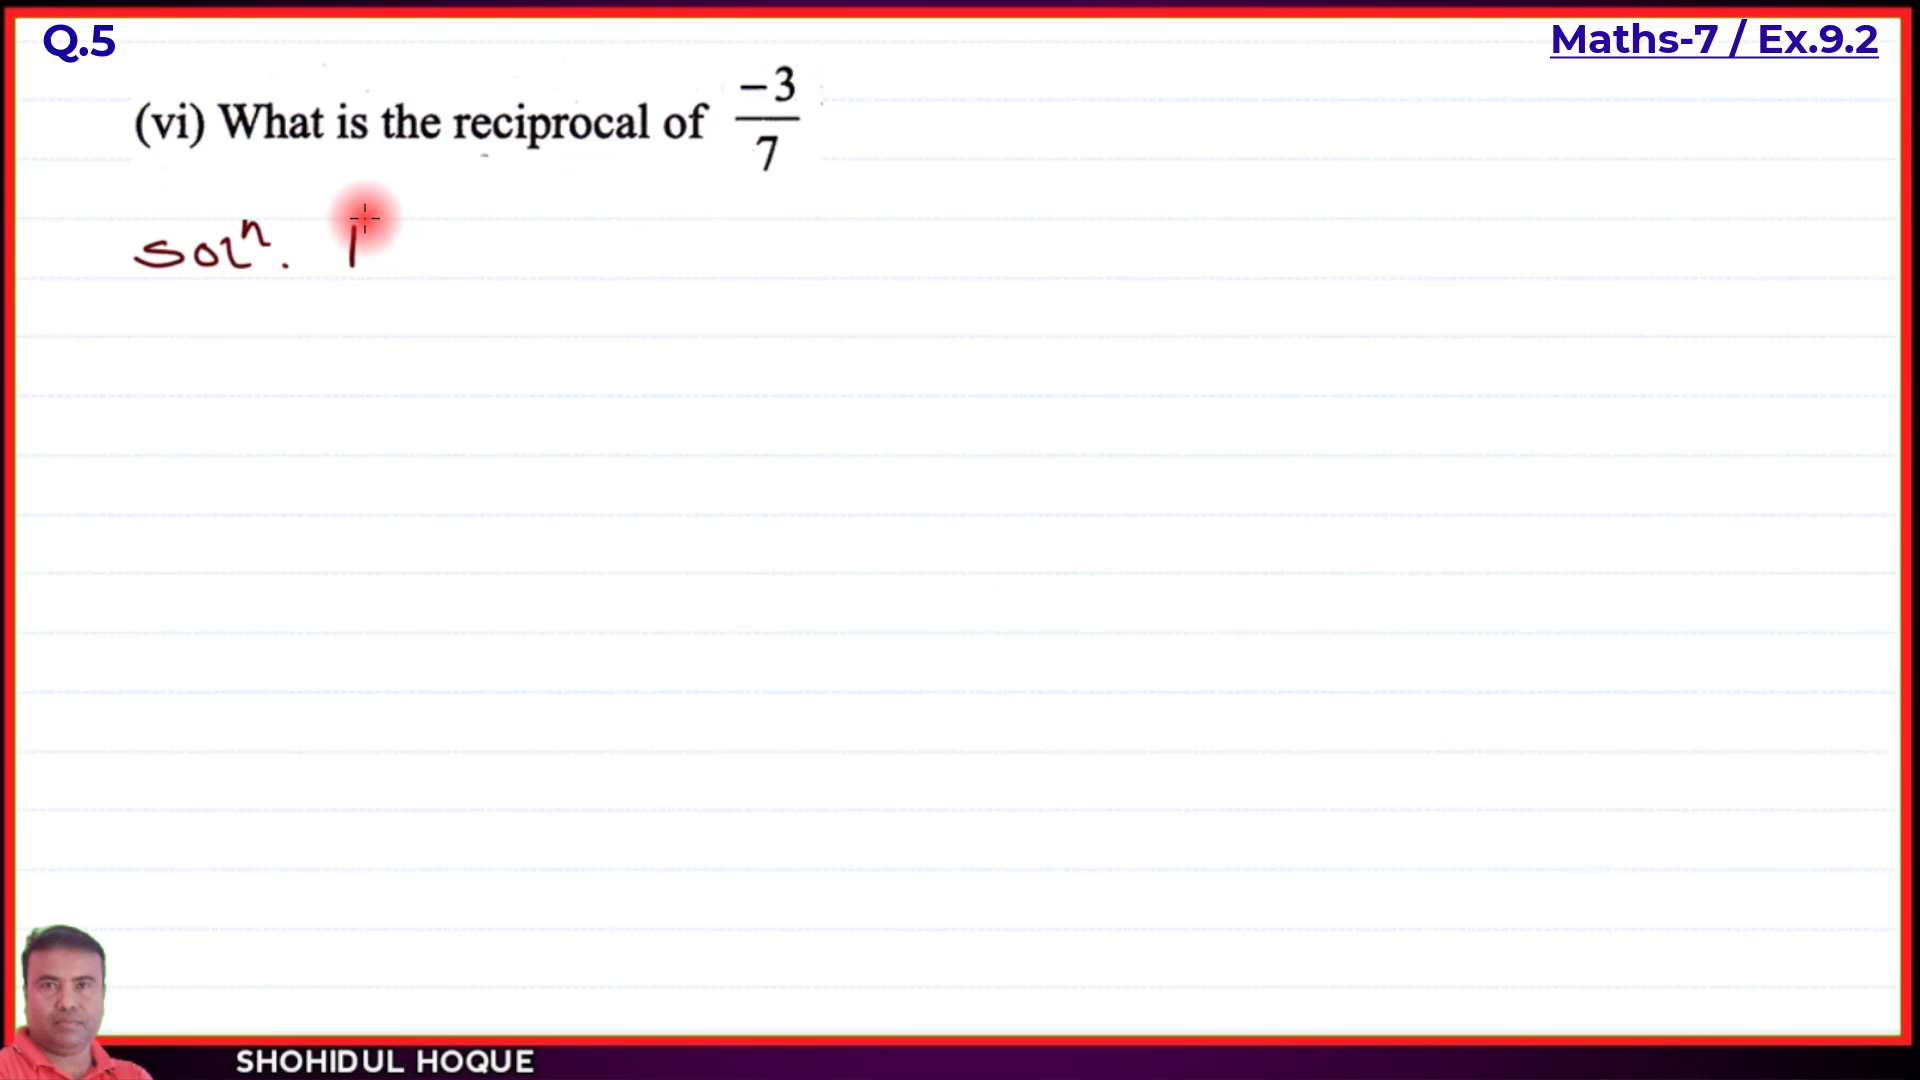 Q.5
Maths-7 / Ex.9.2
(vi) What is the reciprocal of -3/7
Solⁿ.
SHOHIDUL HOQUE